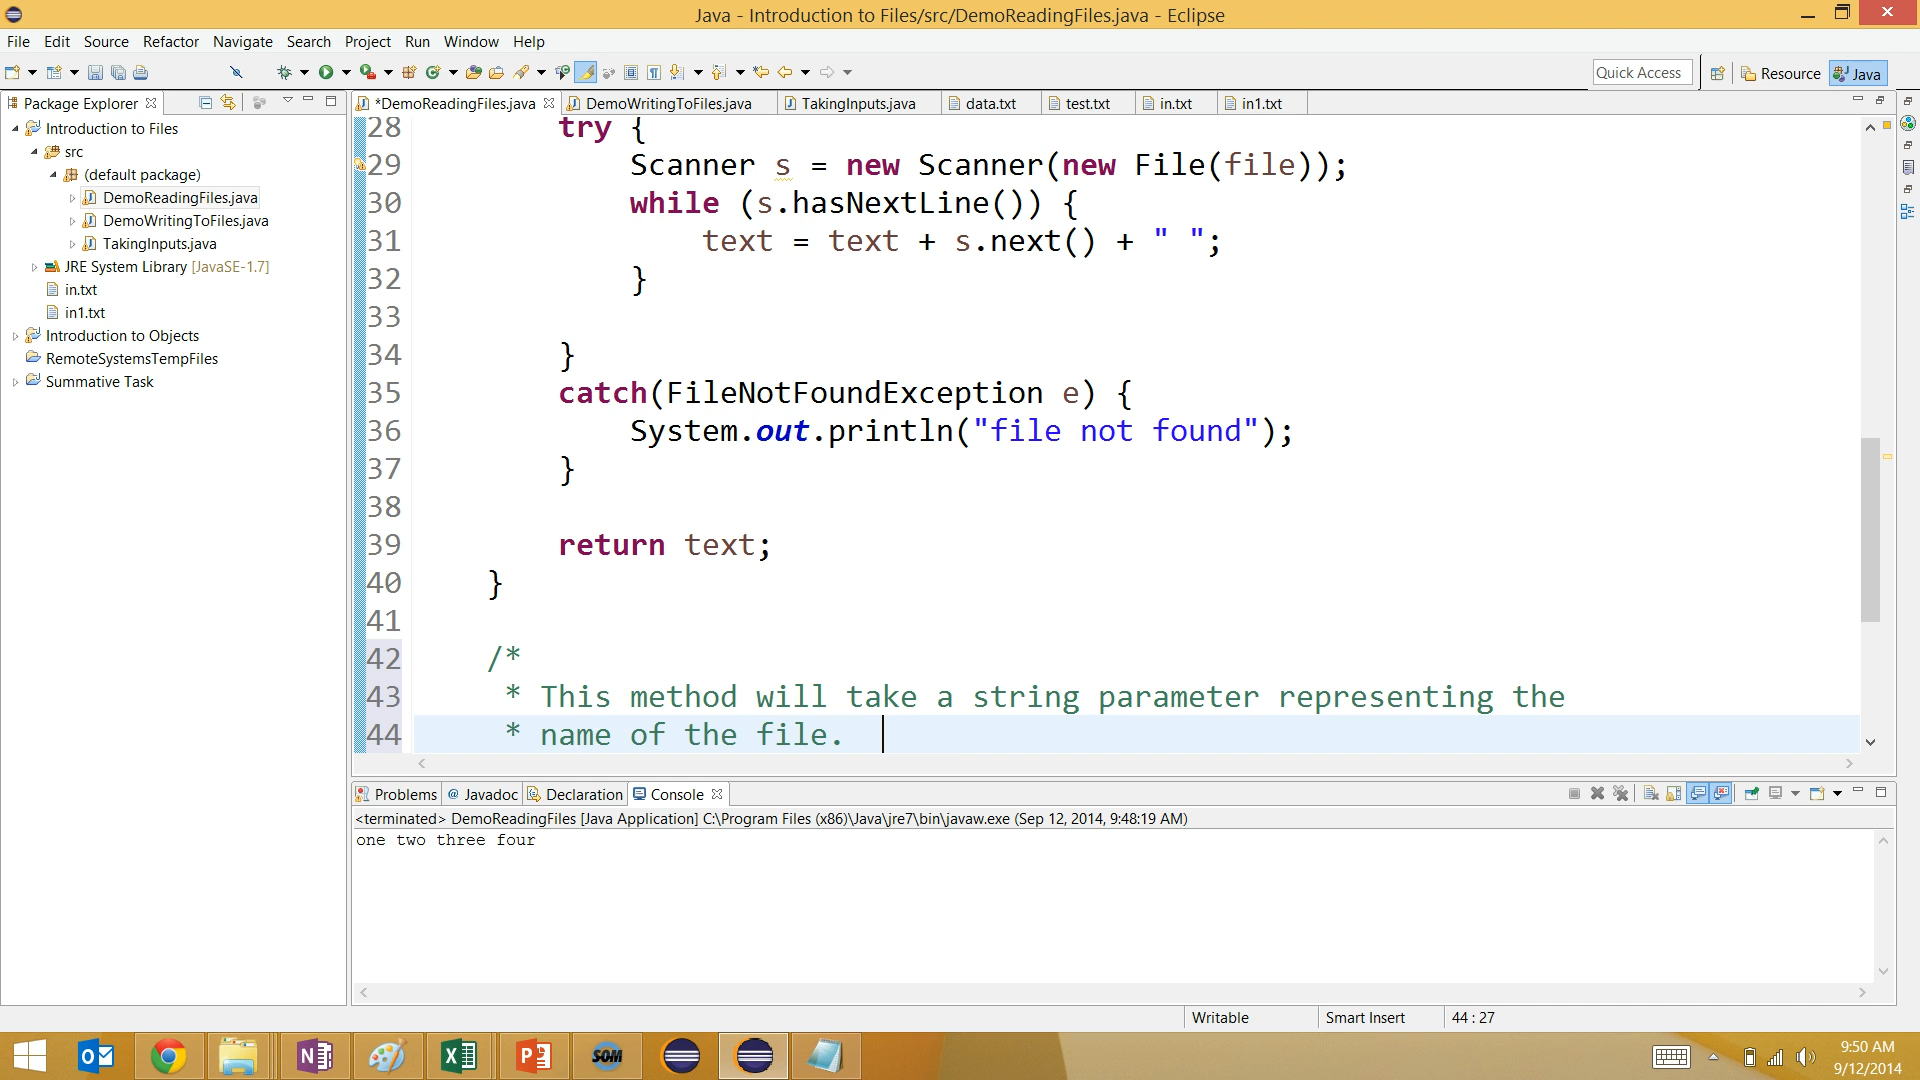 Java - Introduction to Files/src/DemoReadingFiles.java - Eclipse
File Edit Source Refactor Navigate Search Project Run Window Help
Quick Access
Resource
Java
Package Explorer
*DemoReadingFiles.java
DemoWritingToFiles.java
TakingInputs.java
data.txt
test.txt
in.txt
in1.txt
Introduction to Files
src
(default package)
DemoReadingFiles.java
DemoWritingToFiles.java
TakingInputs.java
JRE System Library [JavaSE-1.7]
in.txt
in1.txt
Introduction to Objects
RemoteSystemsTempFiles
Summative Task
28 try {
29 Scanner s = new Scanner(new File(file));
30 while (s.hasNextLine()) {
31 text = text + s.next() + " ";
32 }
33
34 }
35 catch(FileNotFoundException e) {
36 System.out.println("file not found");
37 }
38
39 return text;
40 }
41
42 /*
43 * This method will take a string parameter representing the
44 * name of the file.
Problems @ Javadoc Declaration Console
<terminated> DemoReadingFiles [Java Application] C:\Program Files (x86)\Java\jre7\bin\javaw.exe (Sep 12, 2014, 9:48:19 AM)
one two three four
Writable Smart Insert 44 : 27
SOM
9:50 AM
9/12/2014